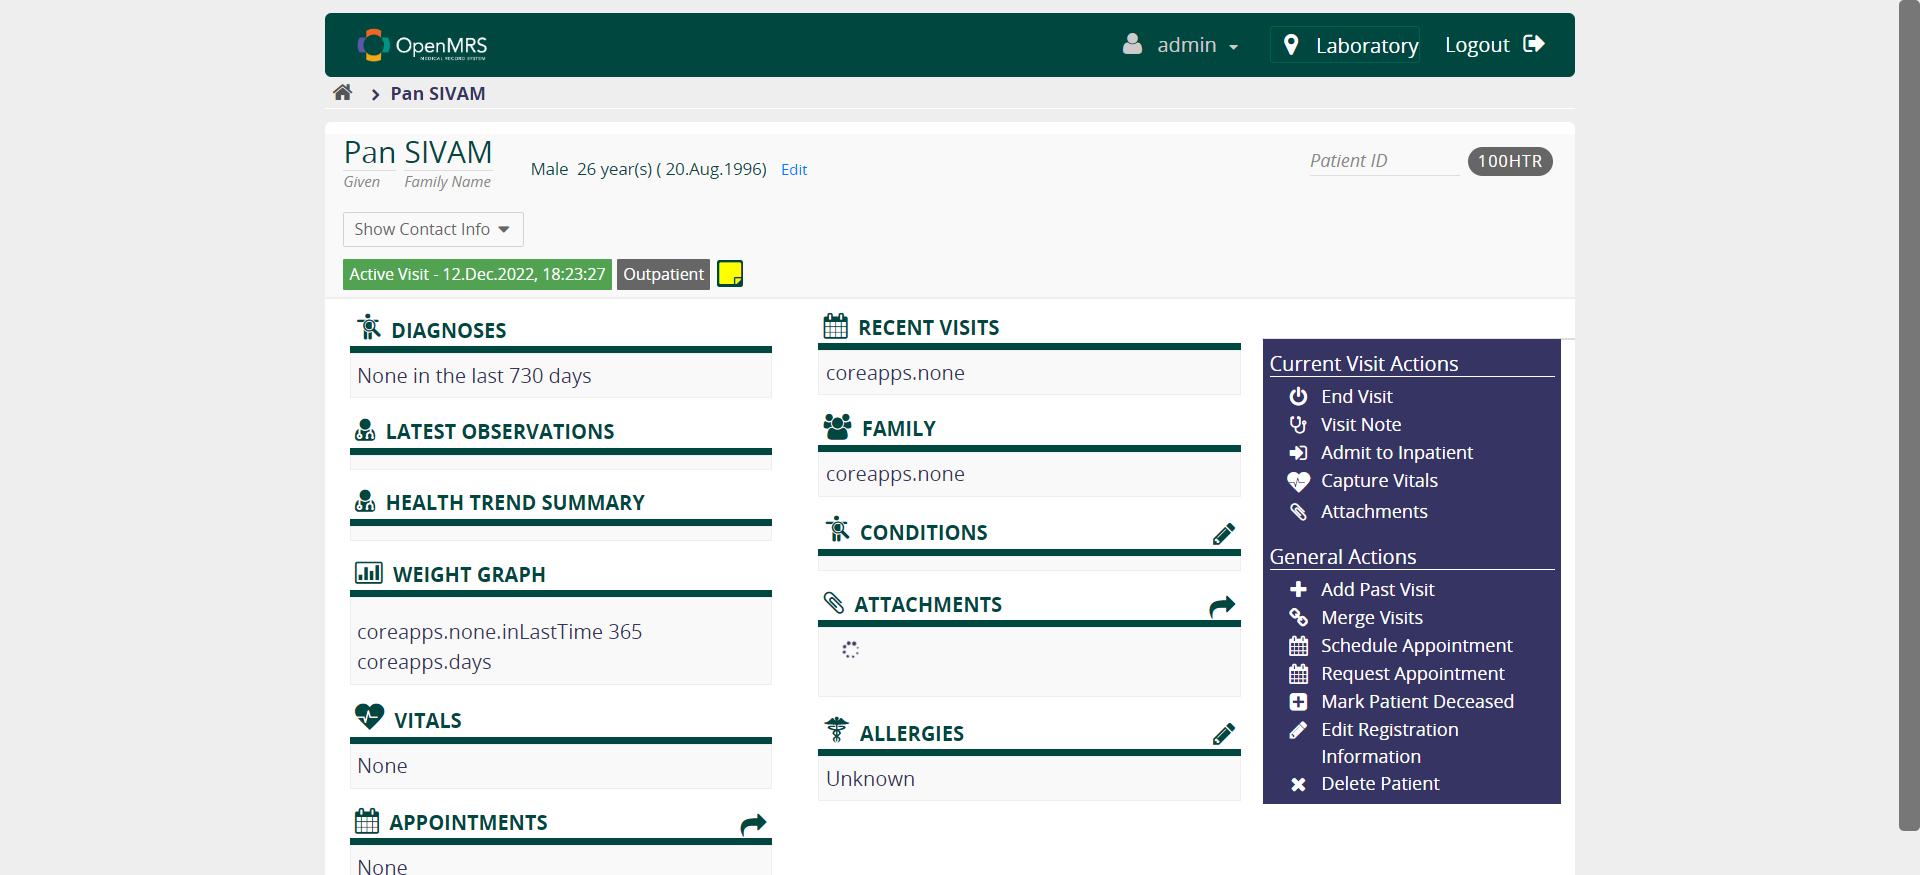 OpenMRS
MEDICAL RECORD SYSTEM
admin
Laboratory
Logout
Pan SIVAM
Pan SIVAM
Given Family Name
Male 26 year(s) ( 20.Aug.1996) Edit
Patient ID 100HTR
Show Contact Info
Active Visit - 12.Dec.2022, 18:23:27 Outpatient
DIAGNOSES
None in the last 730 days
LATEST OBSERVATIONS
HEALTH TREND SUMMARY
WEIGHT GRAPH
coreapps.none.inLastTime 365
coreapps.days
VITALS
None
APPOINTMENTS
None
RECENT VISITS
coreapps.none
FAMILY
coreapps.none
CONDITIONS
ATTACHMENTS
ALLERGIES
Unknown
Current Visit Actions
End Visit
Visit Note
Admit to Inpatient
Capture Vitals
Attachments
General Actions
Add Past Visit
Merge Visits
Schedule Appointment
Request Appointment
Mark Patient Deceased
Edit Registration
Information
Delete Patient